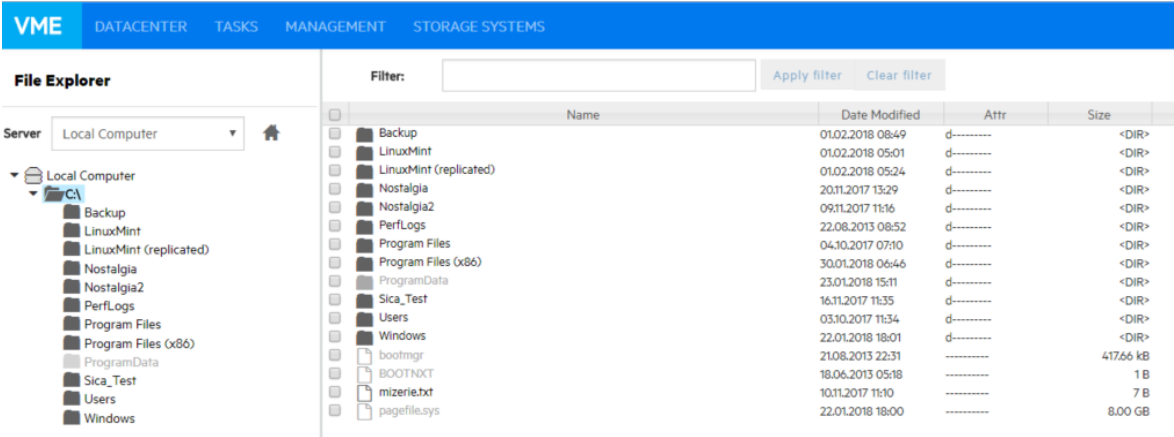 VME DATACENTER TASKS MANAGEMENT STORAGE SYSTEMS
File Explorer
Server Local Computer
Local Computer
C:\
Backup
LinuxMint
LinuxMint (replicated)
Nostalgia
Nostalgia2
PerfLogs
Program Files
Program Files (x86)
ProgramData
Sica_Test
Users
Windows
Filter: Apply filter Clear filter
Name Date Modified Attr Size
Backup 01.02.2018 08:49 d--------- <DIR>
LinuxMint 01.02.2018 05:01 d--------- <DIR>
LinuxMint (replicated) 01.02.2018 05:24 d--------- <DIR>
Nostalgia 20.11.2017 13:29 d--------- <DIR>
Nostalgia2 09.11.2017 11:16 d--------- <DIR>
PerfLogs 22.08.2013 08:52 d--------- <DIR>
Program Files 04.10.2017 07:10 d--------- <DIR>
Program Files (x86) 30.01.2018 06:46 d--------- <DIR>
ProgramData 23.01.2018 15:11 d--------- <DIR>
Sica_Test 16.11.2017 11:35 d--------- <DIR>
Users 03.10.2017 11:34 d--------- <DIR>
Windows 22.01.2018 18:01 d--------- <DIR>
bootmgr 21.08.2013 22:31 ---------- 417.66 kB
BOOTNXT 18.06.2013 05:18 ---------- 1 B
mizerie.txt 10.11.2017 11:10 ---------- 7 B
pagefile.sys 22.01.2018 18:00 ---------- 8.00 GB